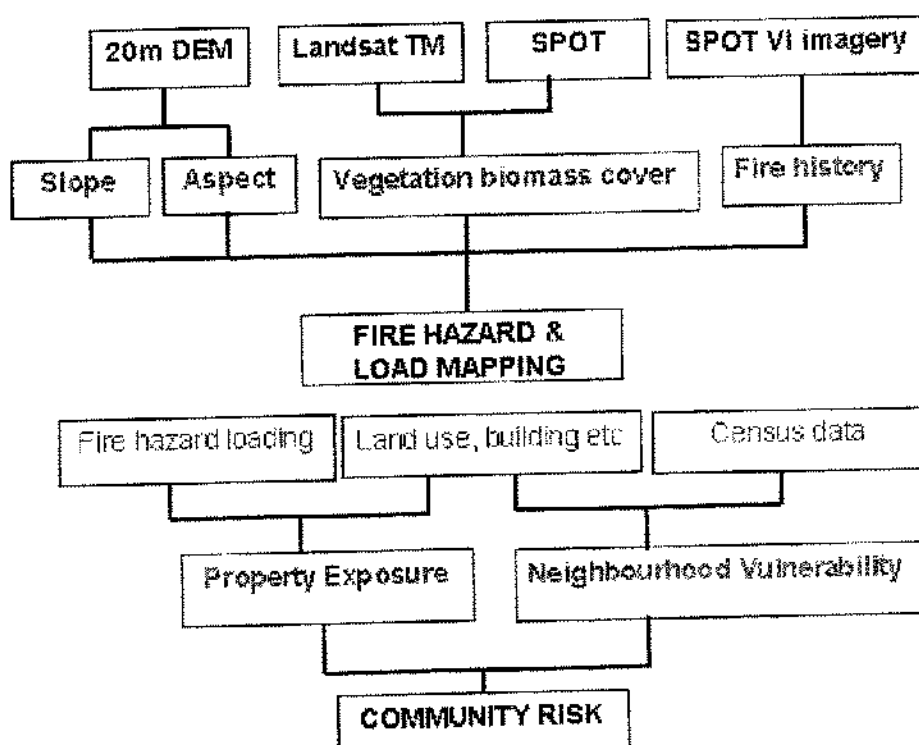 20m DEM
Landsat TM
SPOT
SPOT VI imagery
Slope
Aspect
Vegetation biomass cover
Fire history
FIRE HAZARD &
LOAD MAPPING
Fire hazard loading
Land use, building etc
Census data
Property Exposure
Neighbourhood Vulnerability
COMMUNITY RISK